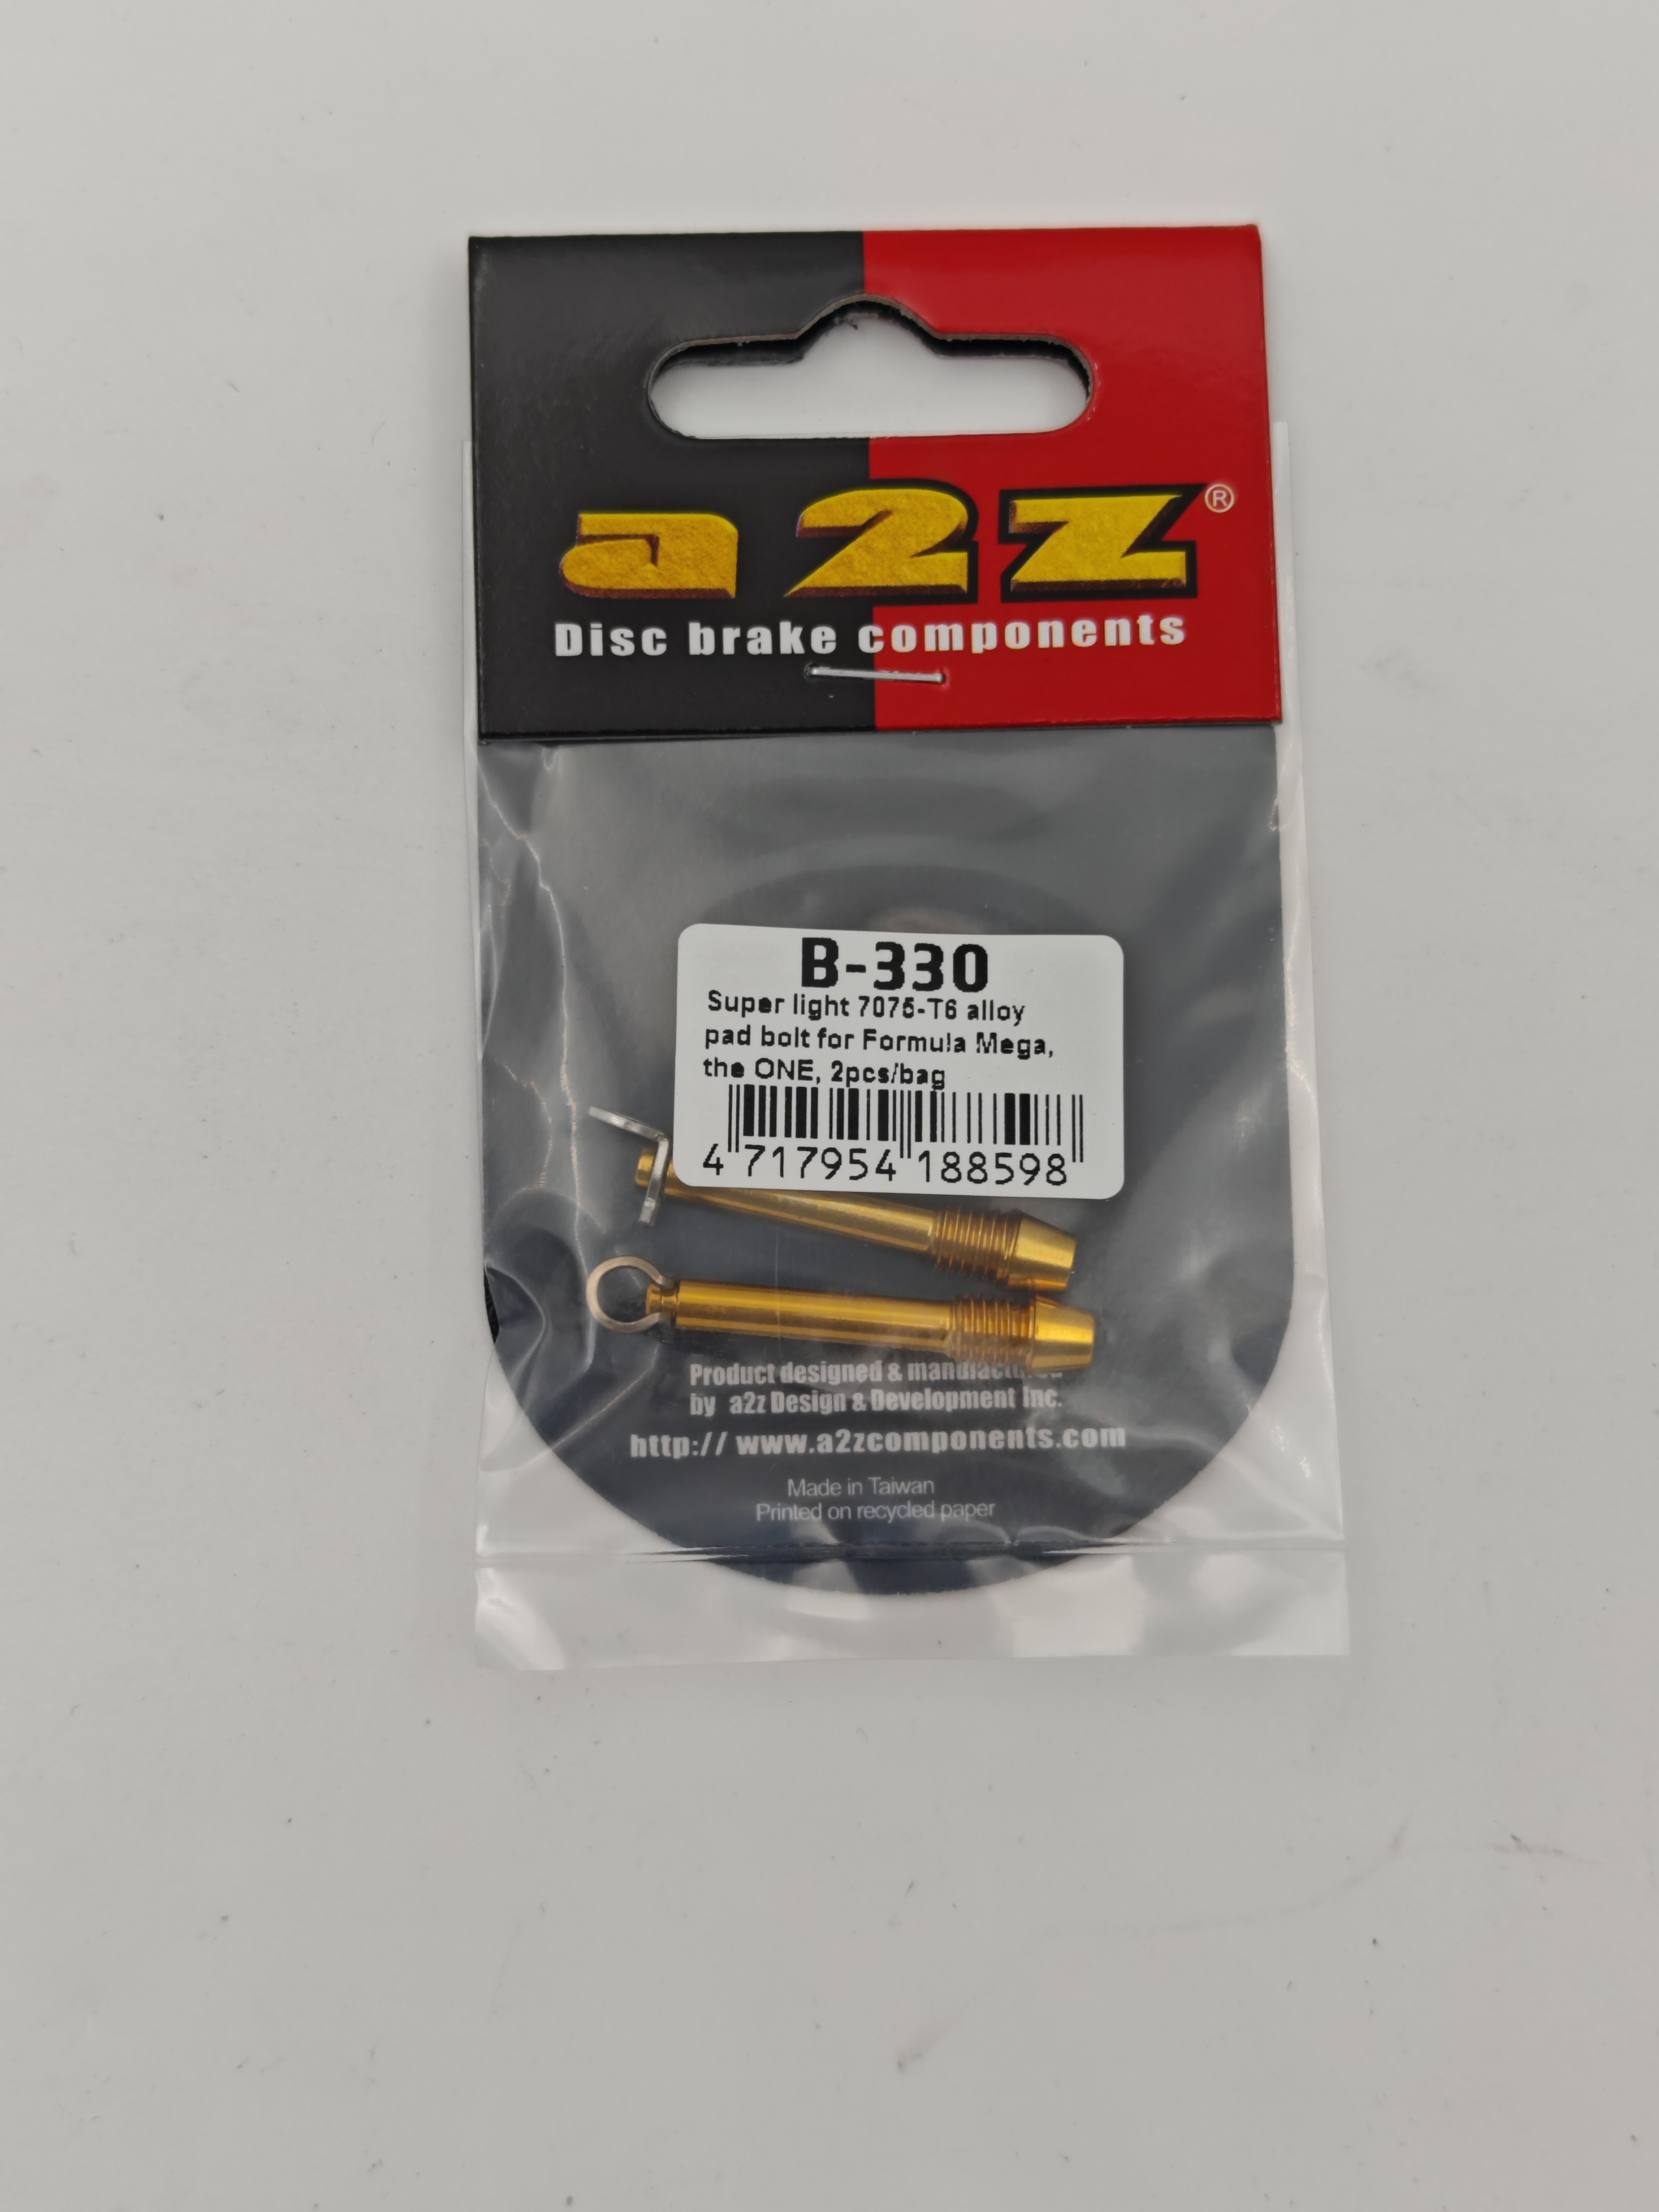 a2z®
Disc brake components
B-330
Super light 7075-T6 alloy
pad bolt for Formula Mega,
the ONE, 2pcs/bag
4 717954 188598
Product designed & manufactured
by a2z Design & Development Inc.
http:// www.a2zcomponents.com
Made in Taiwan
Printed on recycled paper